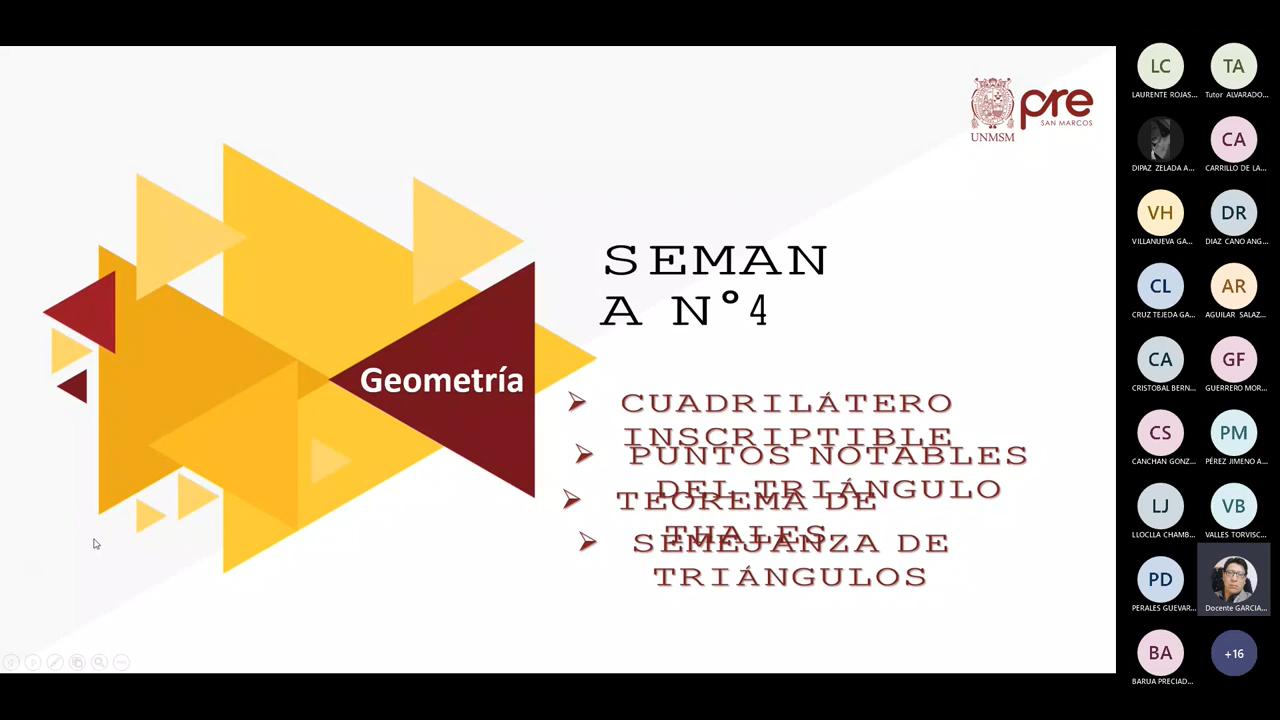 pre
SAN MARCOS
UNMSM
SEMAN
A N°4
Geometría
CUADRILÁTERO
INSCRIPTIBLE
PUNTOS NOTABLES
DEL TRIÁNGULO
TEOREMA DE
THALES
SEMEJANZA DE
TRIÁNGULOS
LC
TA
LAURENTE ROJAS...
Tutor ALVARADO...
CA
DIPAZ ZELADA A...
CARRILLO DE LA...
VH
DR
VILLANUEVA GA...
DIAZ CANO ANG...
CL
AR
CRUZ TEJEDA GA...
AGUILAR SALAZ...
CA
GF
CRISTOBAL BERN...
GUERRERO MOR...
CS
PM
CANCHAN GONZ...
PÉREZ JIMENO A...
LJ
VB
LLOCLLA CHAMB...
VALLES TORVISC...
PD
PERALES GUEVAR...
Docente GARCIA...
BA
+16
BARUA PRECIAD...